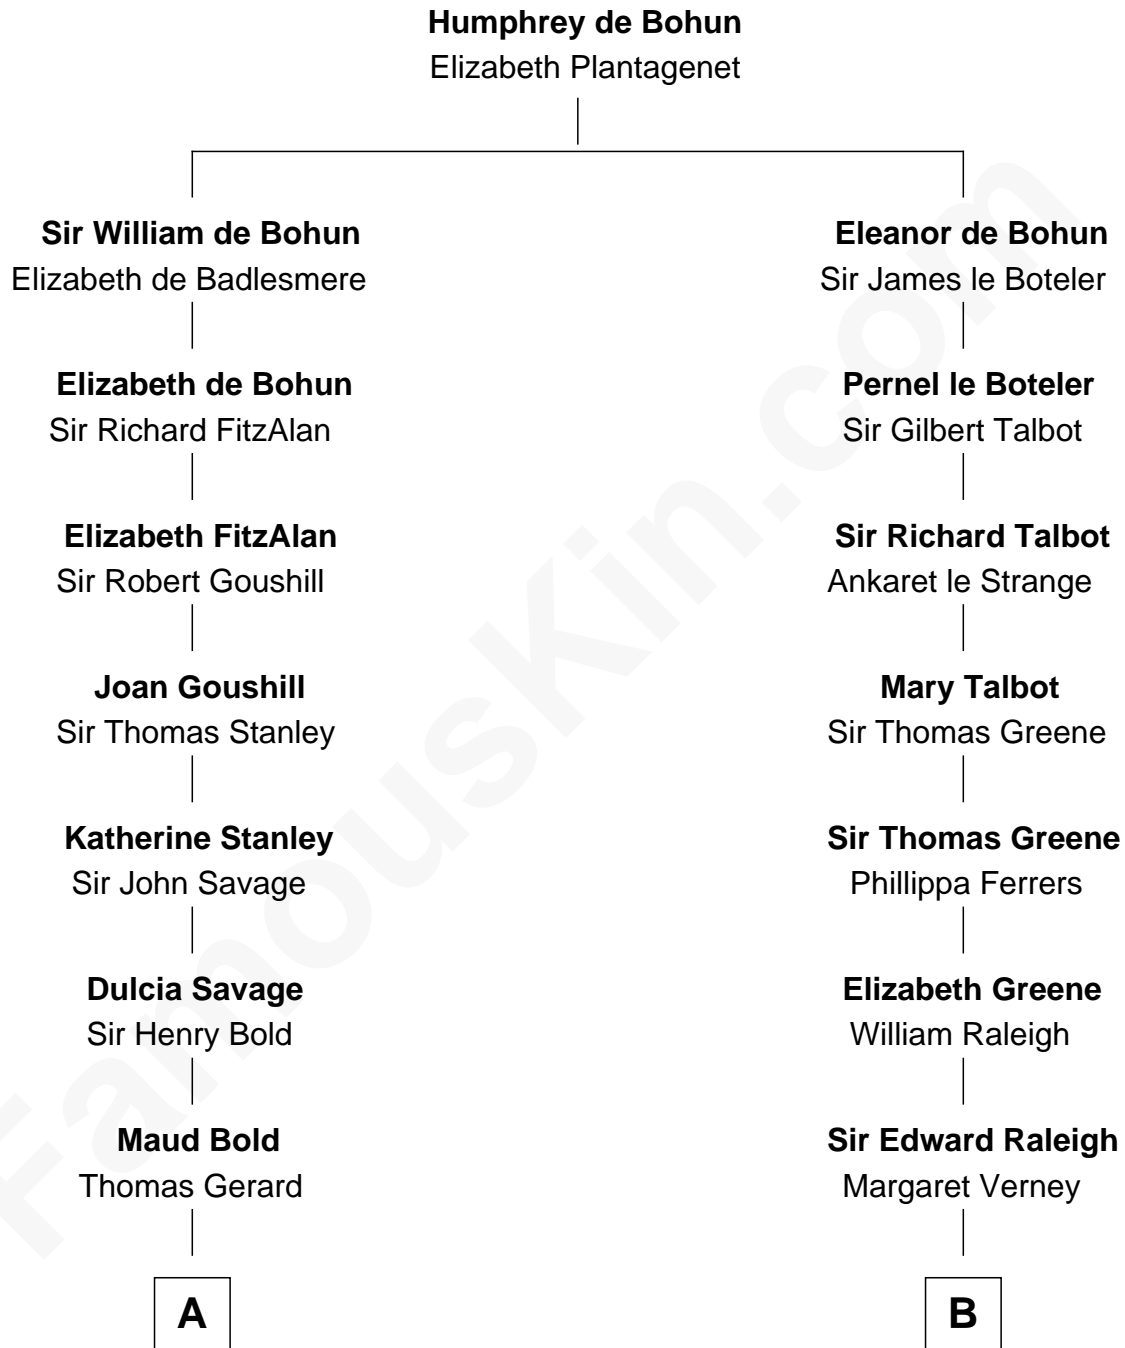 Humphrey de Bohun
Elizabeth Plantagenet
Sir William de Bohun
Elizabeth de Badlesmere
Eleanor de Bohun
Sir James le Boteler
Elizabeth de Bohun
Sir Richard FitzAlan
Pernel le Boteler
Sir Gilbert Talbot
Elizabeth FitzAlan
Sir Robert Goushill
Sir Richard Talbot
Ankaret le Strange
Joan Goushill
Sir Thomas Stanley
Mary Talbot
Sir Thomas Greene
Katherine Stanley
Sir John Savage
Sir Thomas Greene
Phillippa Ferrers
Dulcia Savage
Sir Henry Bold
Elizabeth Greene
William Raleigh
Maud Bold
Thomas Gerard
Sir Edward Raleigh
Margaret Verney
A
B
FamousKin.com